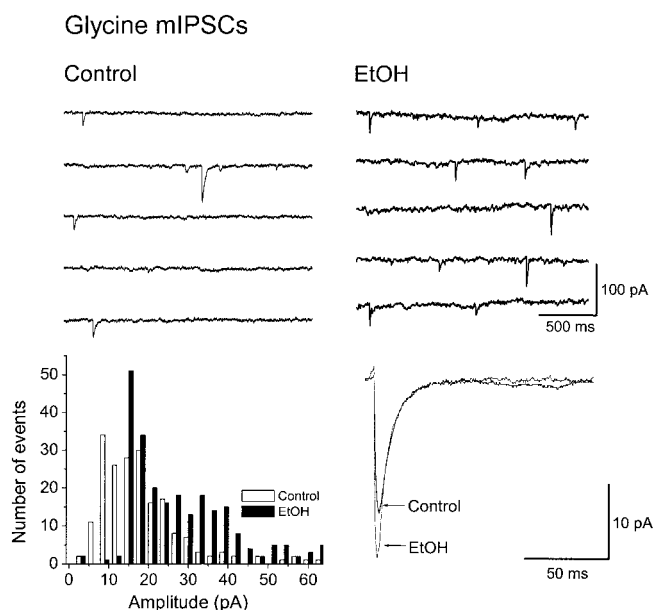 Glycine mIPSCs
Control
EtOH
100 pA
500 ms
50
40
30
20
10
0
Number of events
Control
EtOH
0 10 20 30 40 50 60
Amplitude (pA)
Control
EtOH
10 pA
50 ms